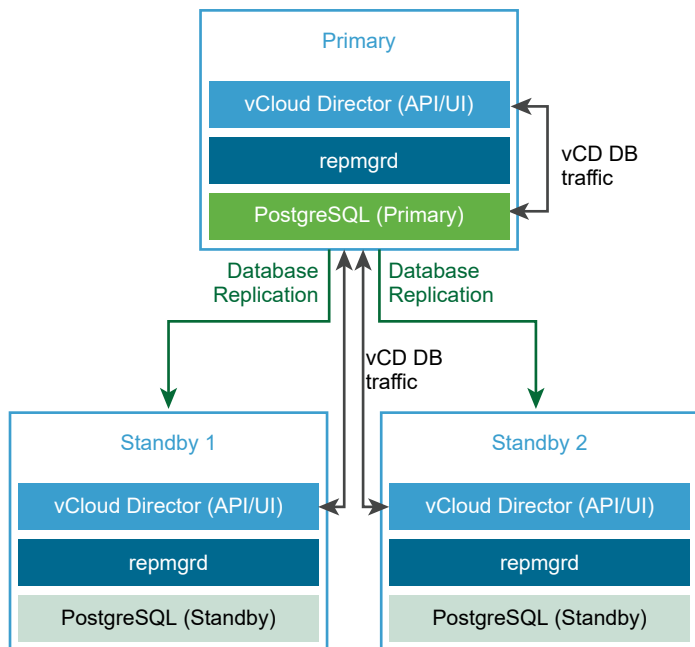 Primary
vCloud Director (API/UI)
repmgrd
PostgreSQL (Primary)
vCD DB
traffic
Database
Replication
Database
Replication
vCD DB
traffic
Standby 1
vCloud Director (API/UI)
repmgrd
PostgreSQL (Standby)
Standby 2
vCloud Director (API/UI)
repmgrd
PostgreSQL (Standby)